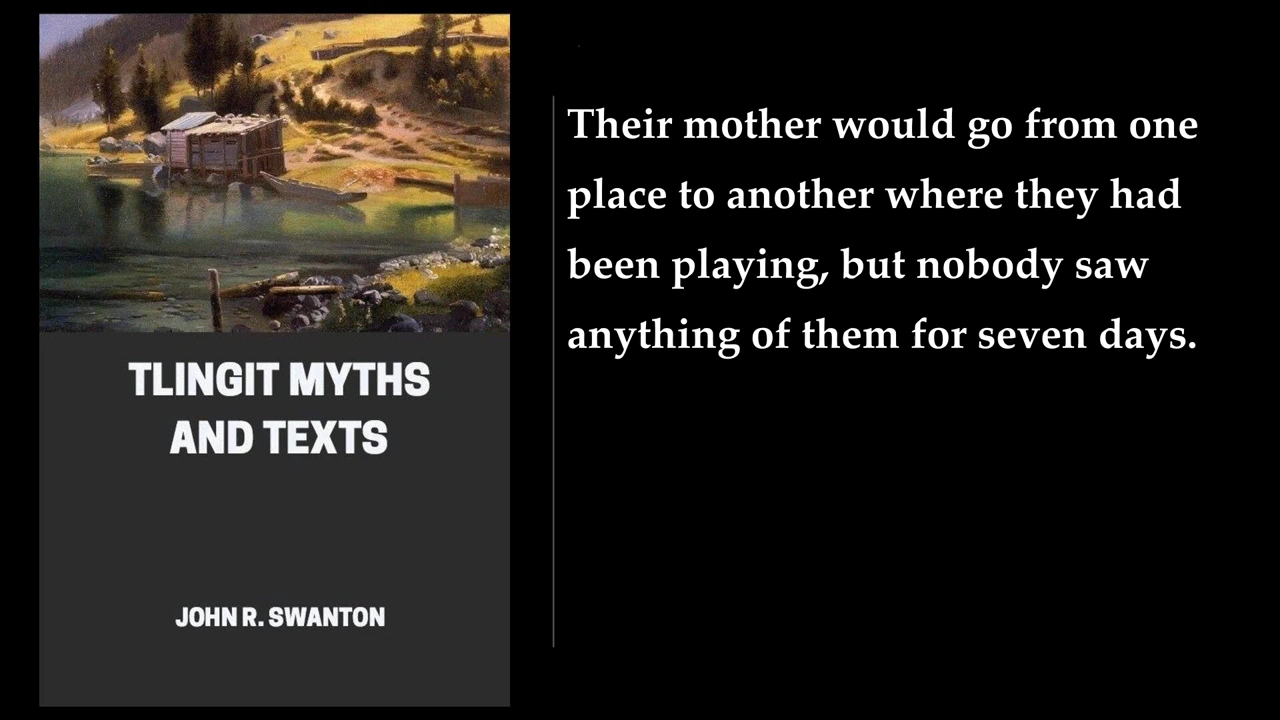 TLINGIT MYTHS
AND TEXTS
JOHN R. SWANTON
Their mother would go from one
place to another where they had
been playing, but nobody saw
anything of them for seven days.